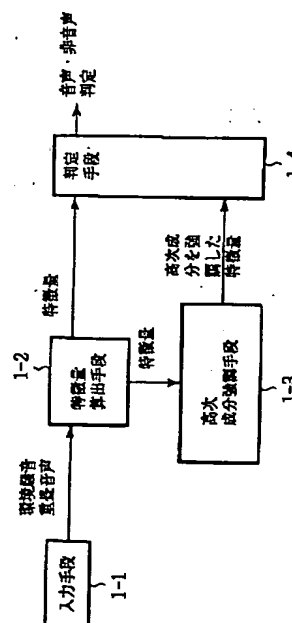 入力手段
1-1
環境騒音
重畳音声
1-2
特徴量
算出手段
特徴量
特徴量
高次
成分強調手段
1-3
高次成
分を強
調した
特徴量
判定
手段
1-4
音声・非音声
判定